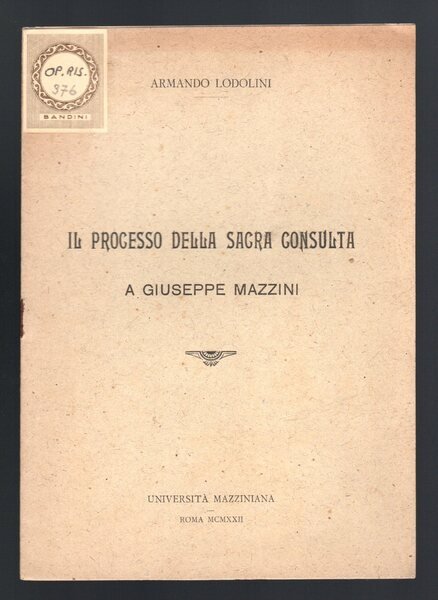 OP. RIS.
376
BANDINI
ARMANDO LODOLINI
IL PROCESSO DELLA SACRA CONSULTA
A GIUSEPPE MAZZINI
UNIVERSITÀ MAZZINIANA
ROMA MCMXXII